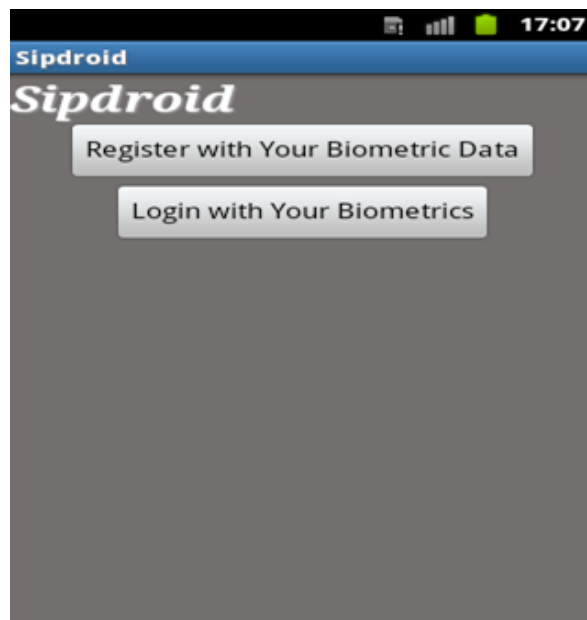 17:07
Sipdroid
Sipdroid
Register with Your Biometric Data
Login with Your Biometrics